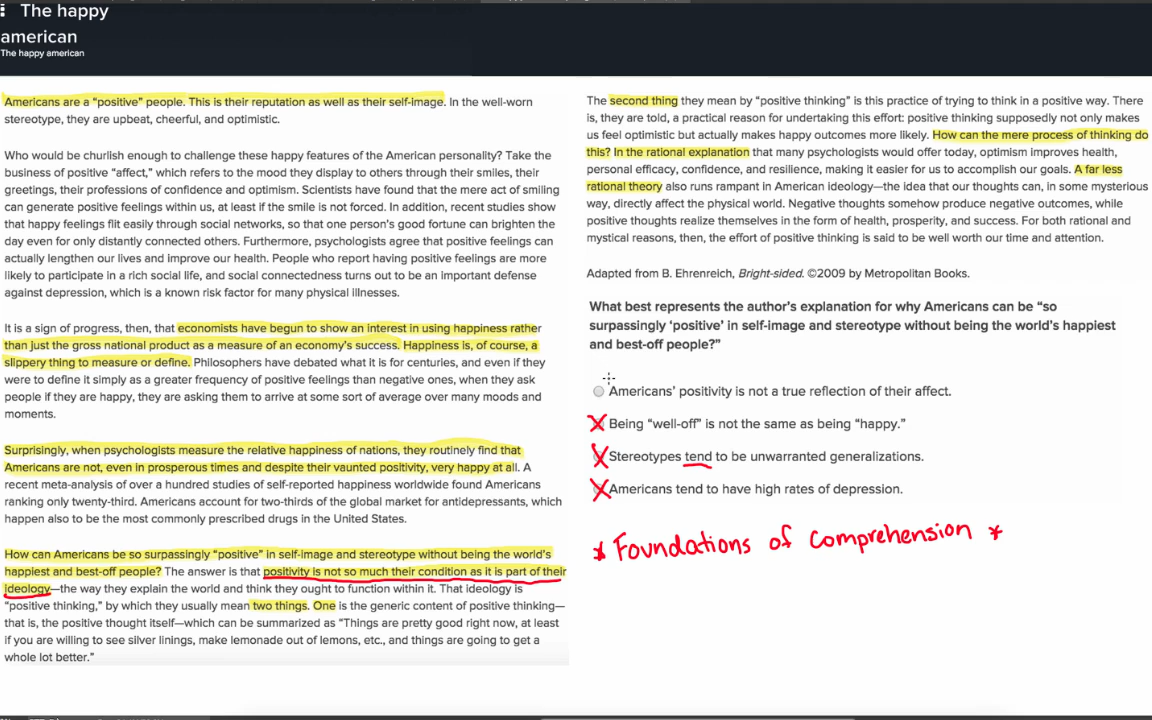 The happy
american
The happy american
Americans are a "positive" people. This is their reputation as well as their self-image. In the well-worn
stereotype, they are upbeat, cheerful, and optimistic.
Who would be churlish enough to challenge these happy features of the American personality? Take the
business of positive "affect," which refers to the mood they display to others through their smiles, their
greetings, their professions of confidence and optimism. Scientists have found that the mere act of smiling
can generate positive feelings within us, at least if the smile is not forced. In addition, recent studies show
that happy feelings flit easily through social networks, so that one person's good fortune can brighten the
day even for only distantly connected others. Furthermore, psychologists agree that positive feelings can
actually lengthen our lives and improve our health. People who report having positive feelings are more
likely to participate in a rich social life, and social connectedness turns out to be an important defense
against depression, which is a known risk factor for many physical illnesses.
It is a sign of progress, then, that economists have begun to show an interest in using happiness rather
than just the gross national product as a measure of an economy's success. Happiness is, of course, a
slippery thing to measure or define. Philosophers have debated what it is for centuries, and even if they
were to define it simply as a greater frequency of positive feelings than negative ones, when they ask
people if they are happy, they are asking them to arrive at some sort of average over many moods and
moments.
Surprisingly, when psychologists measure the relative happiness of nations, they routinely find that
Americans are not, even in prosperous times and despite their vaunted positivity, very happy at all. A
recent meta-analysis of over a hundred studies of self-reported happiness worldwide found Americans
ranking only twenty-third. Americans account for two-thirds of the global market for antidepressants, which
happen also to be the most commonly prescribed drugs in the United States.
How can Americans be so surpassingly "positive" in self-image and stereotype without being the world's
happiest and best-off people? The answer is that positivity is not so much their condition as it is part of their
ideology—the way they explain the world and think they ought to function within it. That ideology is
"positive thinking," by which they usually mean two things. One is the generic content of positive thinking—
that is, the positive thought itself—which can be summarized as "Things are pretty good right now, at least
if you are willing to see silver linings, make lemonade out of lemons, etc., and things are going to get a
whole lot better."
The second thing they mean by "positive thinking" is this practice of trying to think in a positive way. There
is, they are told, a practical reason for undertaking this effort: positive thinking supposedly not only makes
us feel optimistic but actually makes happy outcomes more likely. How can the mere process of thinking do
this? In the rational explanation that many psychologists would offer today, optimism improves health,
personal efficacy, confidence, and resilience, making it easier for us to accomplish our goals. A far less
rational theory also runs rampant in American ideology—the idea that our thoughts can, in some mysterious
way, directly affect the physical world. Negative thoughts somehow produce negative outcomes, while
positive thoughts realize themselves in the form of health, prosperity, and success. For both rational and
mystical reasons, then, the effort of positive thinking is said to be well worth our time and attention.
Adapted from B. Ehrenreich, Bright-sided. ©2009 by Metropolitan Books.
What best represents the author's explanation for why Americans can be "so
surpassingly 'positive' in self-image and stereotype without being the world's happiest
and best-off people?"
Americans' positivity is not a true reflection of their affect.
Being "well-off" is not the same as being "happy."
Stereotypes tend to be unwarranted generalizations.
Americans tend to have high rates of depression.
* Foundations of comprehension *